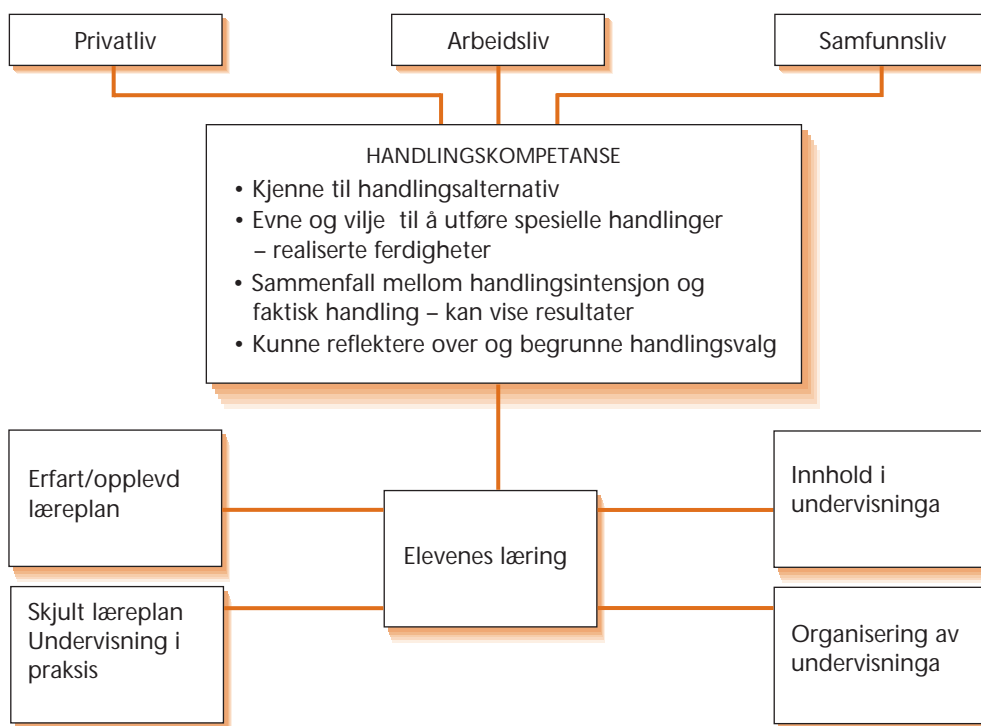 Privatliv
Arbeidsliv
Samfunnsliv
HANDLINGSKOMPETANSE
• Kjenne til handlingsalternativ
• Evne og vilje til å utføre spesielle handlinger
– realiserte ferdigheter
• Sammenfall mellom handlingsintensjon og
faktisk handling – kan vise resultater
• Kunne reflektere over og begrunne handlingsvalg
Erfart/opplevd
læreplan
Innhold i
undervisninga
Elevenes læring
Skjult læreplan
Undervisning i
praksis
Organisering av
undervisninga